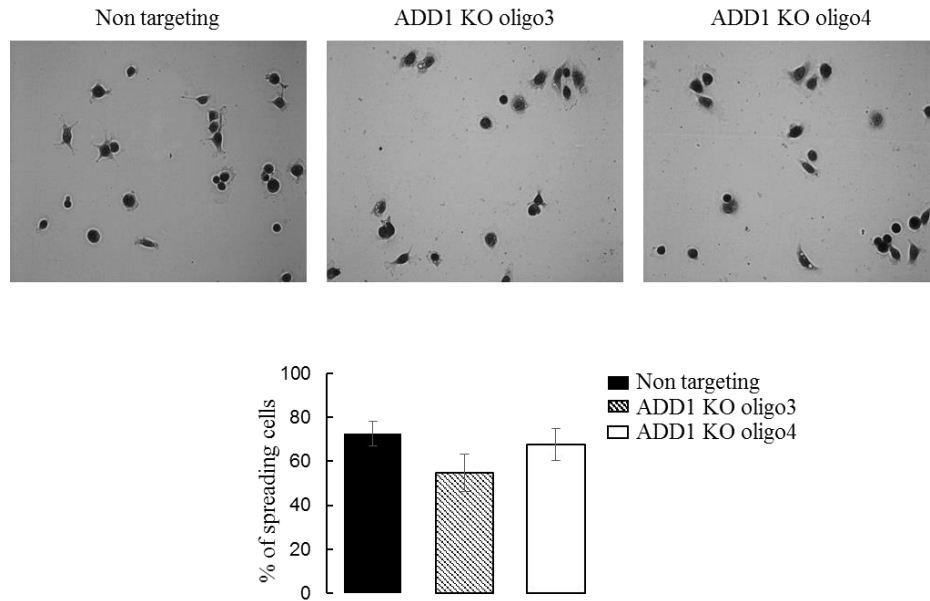 Non targeting
ADD1 KO oligo3
ADD1 KO oligo4
% of spreading cells
100
80
60
40
20
0
Non targeting
ADD1 KO oligo3
ADD1 KO oligo4